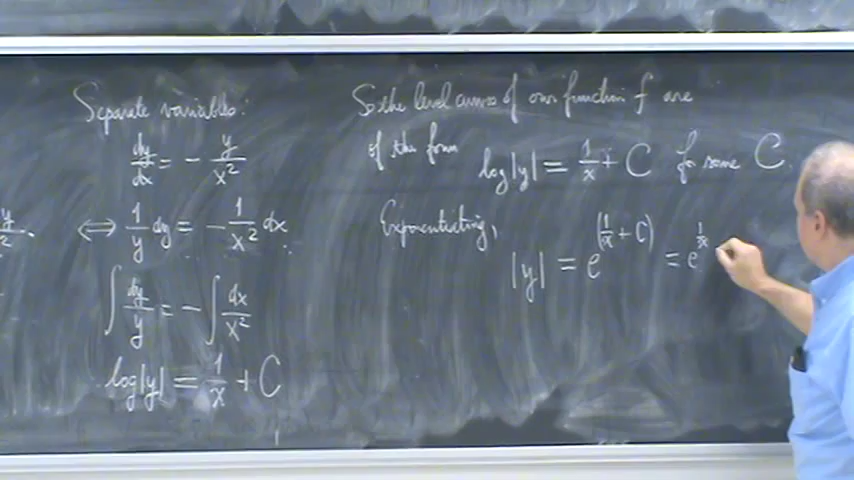 Separate variables:
dy/dx = - y/x²
y/2.
⟺ 1/y dy = - 1/x² dx.
∫ dy/y = - ∫ dx/x²
log|y| = 1/x + C
So the level curves of our function f are
of the form log|y| = 1/x + C for some C.
Exponentiating,
|y| = e^(1/x + C) = e^1/x